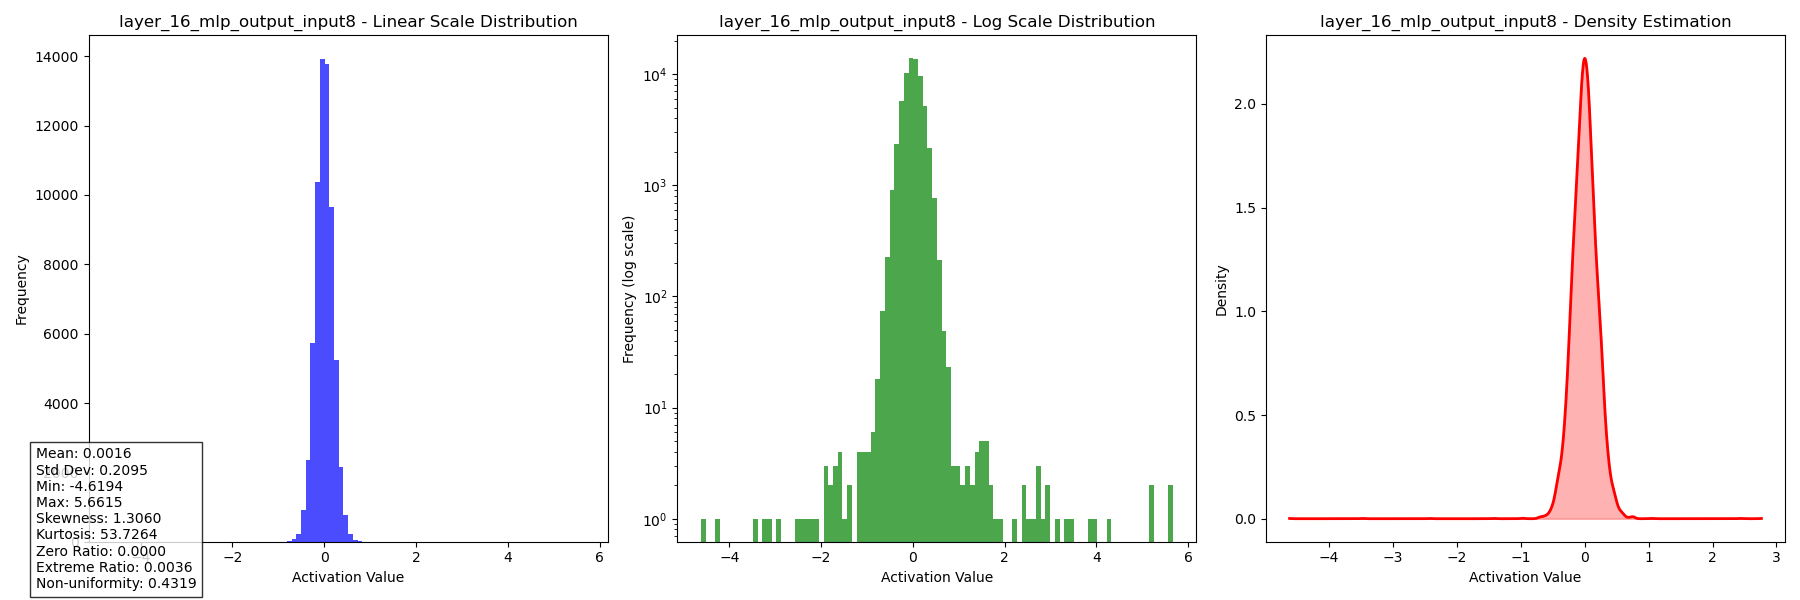 layer_16_mlp_output_input8 - Linear Scale Distribution
14000
12000
10000
8000
6000
4000
Frequency
−2
0
2
4
6
Activation Value
Mean: 0.0016
Std Dev: 0.2095
Min: -4.6194
Max: 5.6615
Skewness: 1.3060
Kurtosis: 53.7264
Zero Ratio: 0.0000
Extreme Ratio: 0.0036
Non-uniformity: 0.4319
layer_16_mlp_output_input8 - Log Scale Distribution
10^4
10^3
10^2
10^1
10^0
Frequency (log scale)
−4
−2
0
2
4
6
Activation Value
layer_16_mlp_output_input8 - Density Estimation
2.0
1.5
1.0
0.5
0.0
Density
−4
−3
−2
−1
0
1
2
3
Activation Value